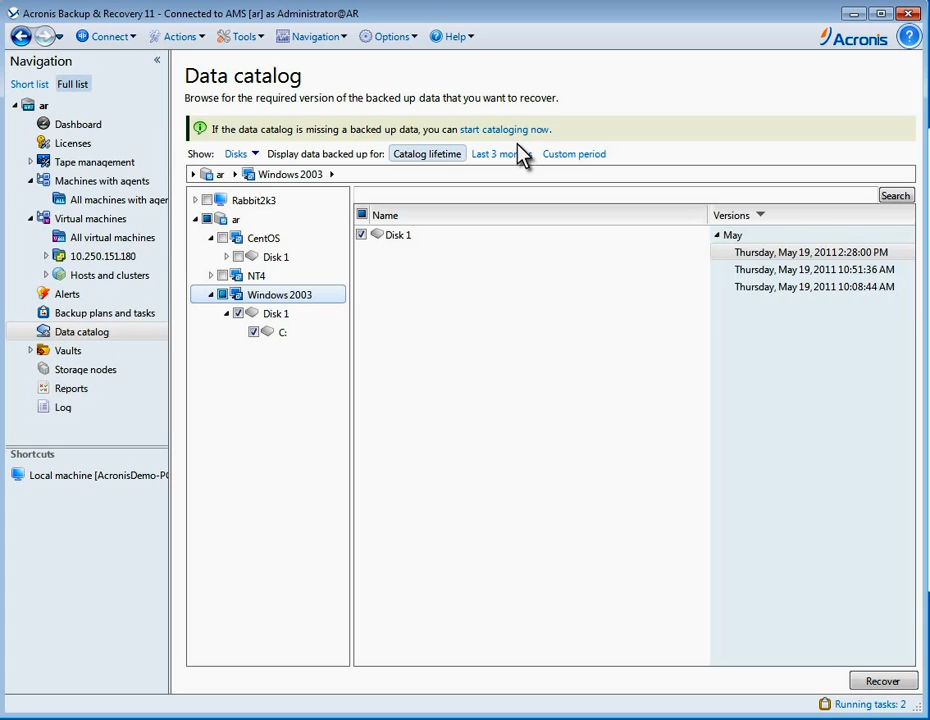 Acronis Backup & Recovery 11 - Connected to AMS [ar] as Administrator@AR
Connect Actions Tools Navigation Options Help Acronis ?
Navigation
Short list Full list
ar
Dashboard
Licenses
Tape management
Machines with agents
All machines with agen
Virtual machines
All virtual machines
10.250.151.180
Hosts and clusters
Alerts
Backup plans and tasks
Data catalog
Vaults
Storage nodes
Reports
Log
Shortcuts
Local machine [AcronisDemo-PC
Data catalog
Browse for the required version of the backed up data that you want to recover.
If the data catalog is missing a backed up data, you can start cataloging now.
Show: Disks Display data backed up for: Catalog lifetime Last 3 Custom period
ar Windows 2003
Search
Rabbit2k3
ar
CentOS
Disk 1
NT4
Windows 2003
Disk 1
C:
Name Versions
Disk 1
May
Thursday, May 19, 2011 2:28:00 PM
Thursday, May 19, 2011 10:51:36 AM
Thursday, May 19, 2011 10:08:44 AM
Recover
Running tasks: 2